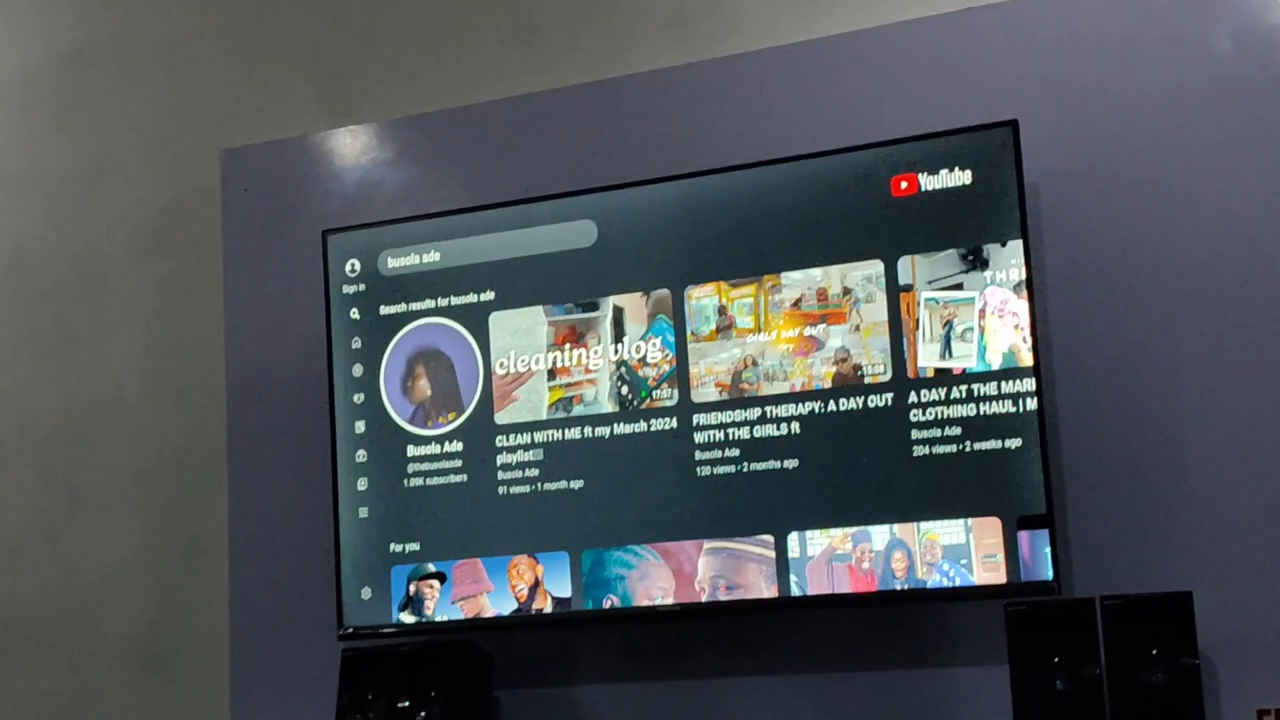 YouTube
busola ade
Sign in
Search results for busola ade
Busola Ade
@thebusolaade
1.09K subscribers
cleaning vlog
17:57
CLEAN WITH ME ft my March 2024
playlist
Busola Ade
91 views • 1 month ago
GIRLS DAY OUT
15:08
FRIENDSHIP THERAPY: A DAY OUT
WITH THE GIRLS ft
Busola Ade
120 views • 2 months ago
THRI
A DAY AT THE MAR
CLOTHING HAUL | M
Busola Ade
204 views • 2 weeks ago
For you